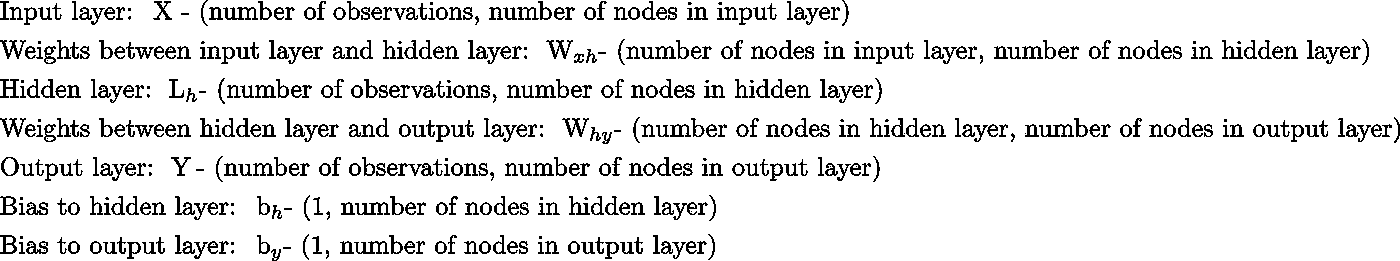 Input layer: X - (number of observations, number of nodes in input layer)
Weights between input layer and hidden layer: W_{xh}- (number of nodes in input layer, number of nodes in hidden layer)
Hidden layer: L_h- (number of observations, number of nodes in hidden layer)
Weights between hidden layer and output layer: W_{hy}- (number of nodes in hidden layer, number of nodes in output layer)
Output layer: Y - (number of observations, number of nodes in output layer)
Bias to hidden layer: b_h- (1, number of nodes in hidden layer)
Bias to output layer: b_y- (1, number of nodes in output layer)